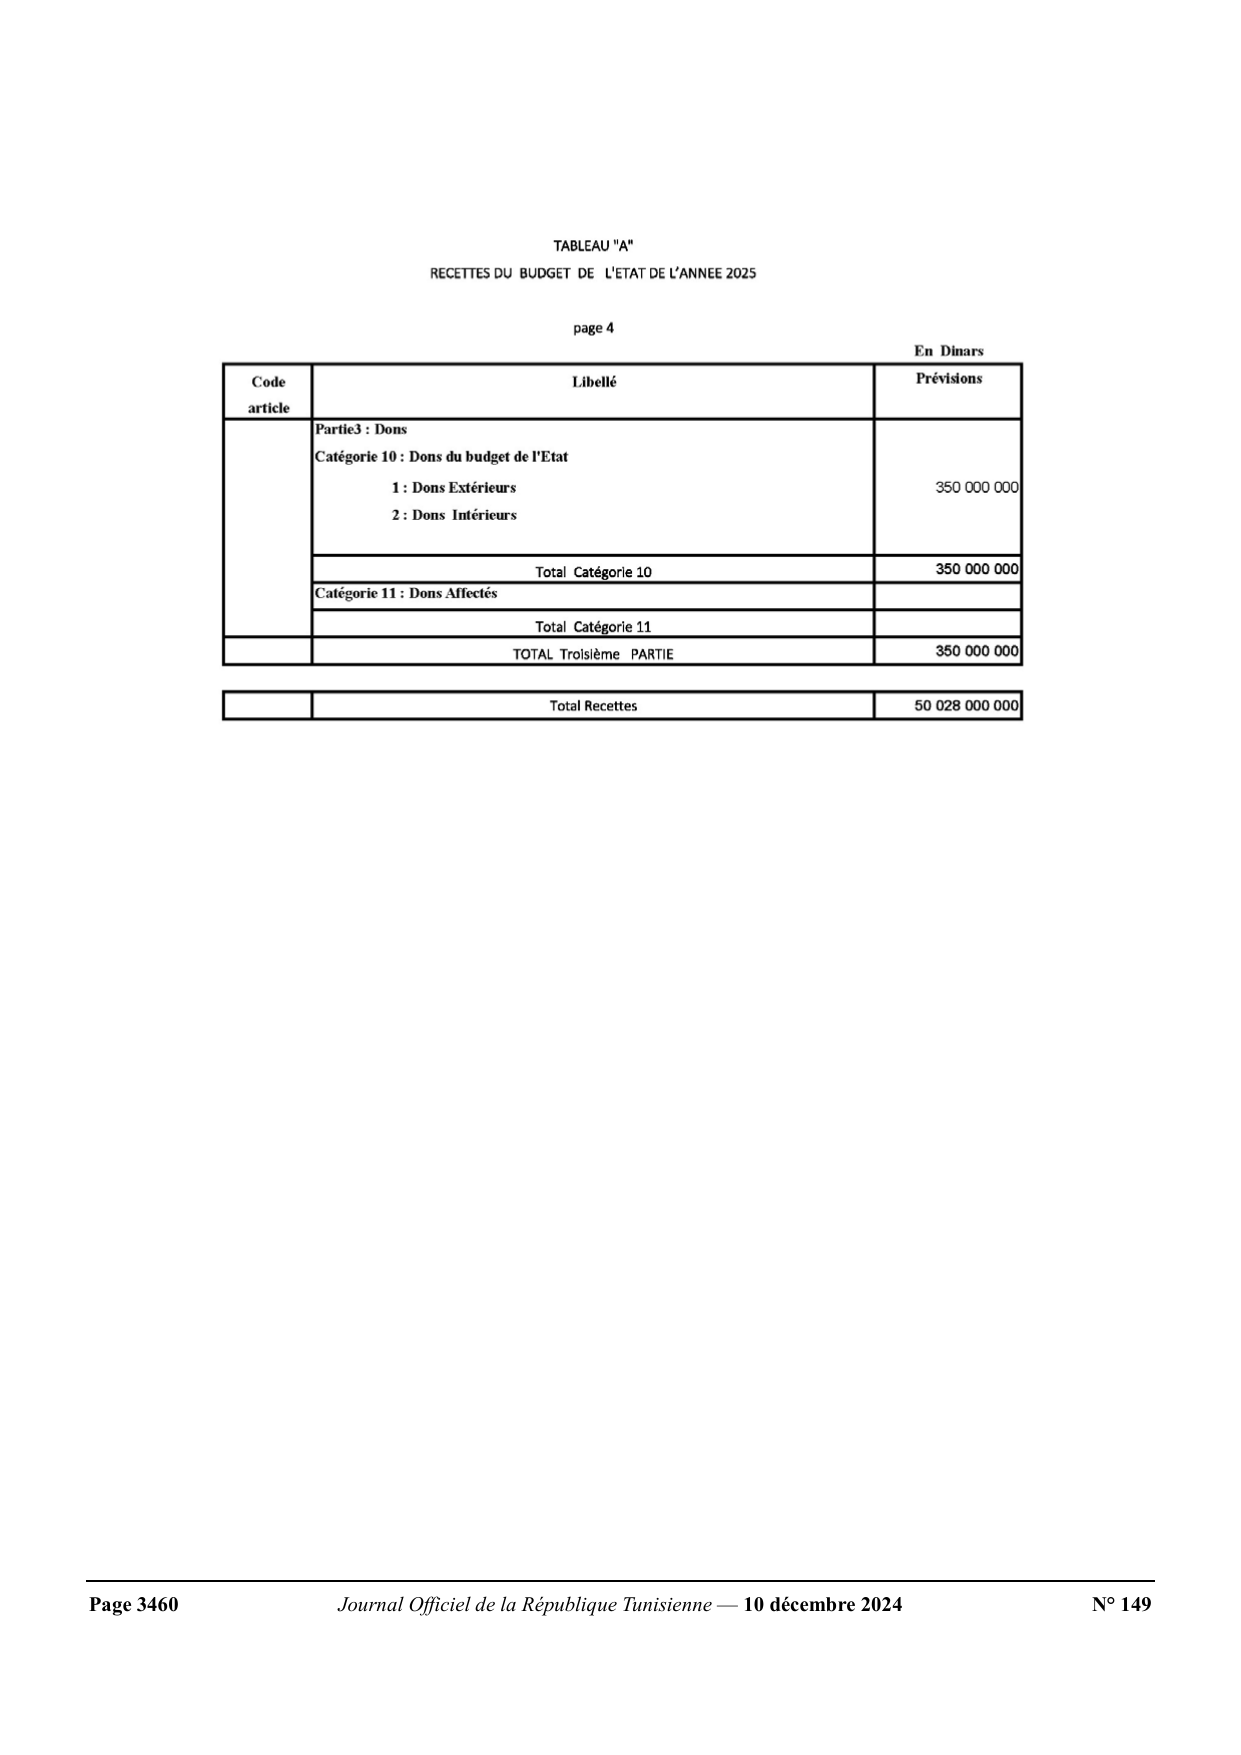 TABLEAU "A"
RECETTES DU BUDGET DE L'ETAT DE L’ANNEE 2025
page 4
En Dinars
Code article Libellé Prévisions
Partie3 : Dons
Catégorie 10 : Dons du budget de l'Etat
1 : Dons Extérieurs 350 000 000
2 : Dons Intérieurs
Total Catégorie 10 350 000 000
Catégorie 11 : Dons Affectés
Total Catégorie 11
TOTAL Troisième PARTIE 350 000 000
Total Recettes 50 028 000 000
Page 3460 Journal Officiel de la République Tunisienne — 10 décembre 2024 N° 149